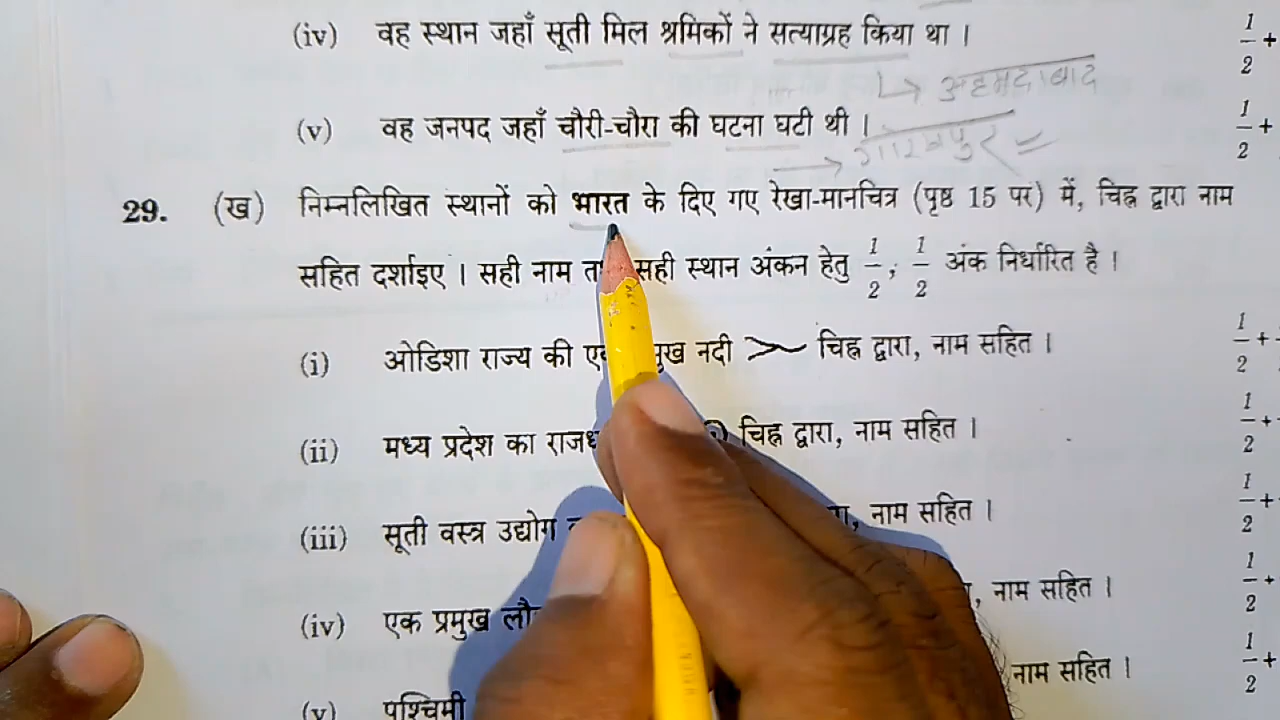 (iv) वह स्थान जहाँ सूती मिल श्रमिकों ने सत्याग्रह किया था । 1/2 +
↳ अहमदाबाद
(v) वह जनपद जहाँ चौरी-चौरा की घटना घटी थी । 1/2 +
→ गोरखपुर
29. (ख) निम्नलिखित स्थानों को भारत के दिए गए रेखा-मानचित्र (पृष्ठ 15 पर) में, चिह्न द्वारा नाम
सहित दर्शाइए । सही नाम सही स्थान अंकन हेतु 1/2, 1/2 अंक निर्धारित है ।
(i) ओडिशा राज्य की नदी चिह्न द्वारा, नाम सहित । 1/2 +
(ii) मध्य प्रदेश का चिह्न द्वारा, नाम सहित । 1/2 +
(iii) सूती वस्त्र उद्योग नाम सहित । 1/2 +
(iv) एक प्रमुख नाम सहित । 1/2 +
(v) पश्चिमी नाम सहित । 1/2 +